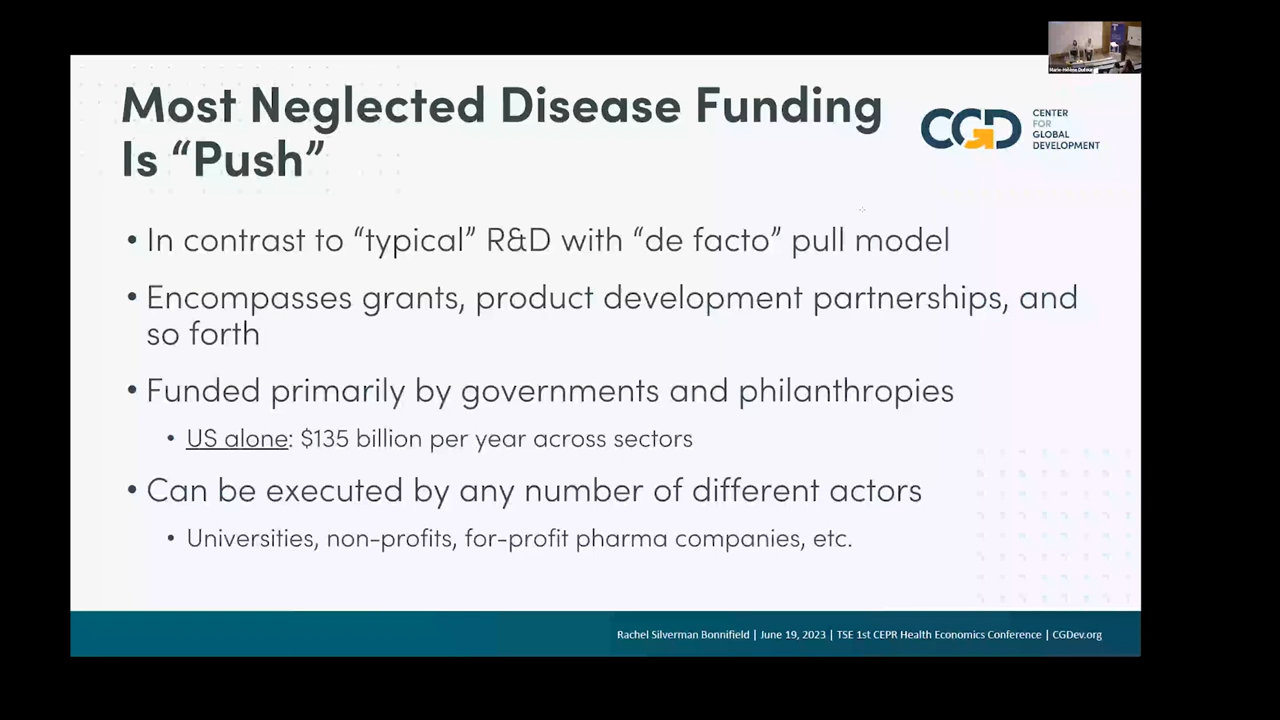 Most Neglected Disease Funding
Is “Push”
CGD
CENTER
FOR
GLOBAL
DEVELOPMENT
• In contrast to “typical” R&D with “de facto” pull model
• Encompasses grants, product development partnerships, and
so forth
• Funded primarily by governments and philanthropies
• US alone: $135 billion per year across sectors
• Can be executed by any number of different actors
• Universities, non-profits, for-profit pharma companies, etc.
Rachel Silverman Bonnifield | June 19, 2023 | TSE 1st CEPR Health Economics Conference | CGDev.org